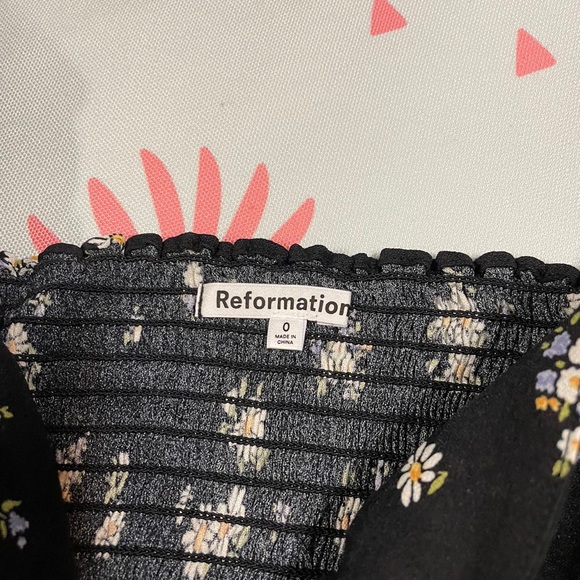 Reformation
0
MADE IN
CHINA